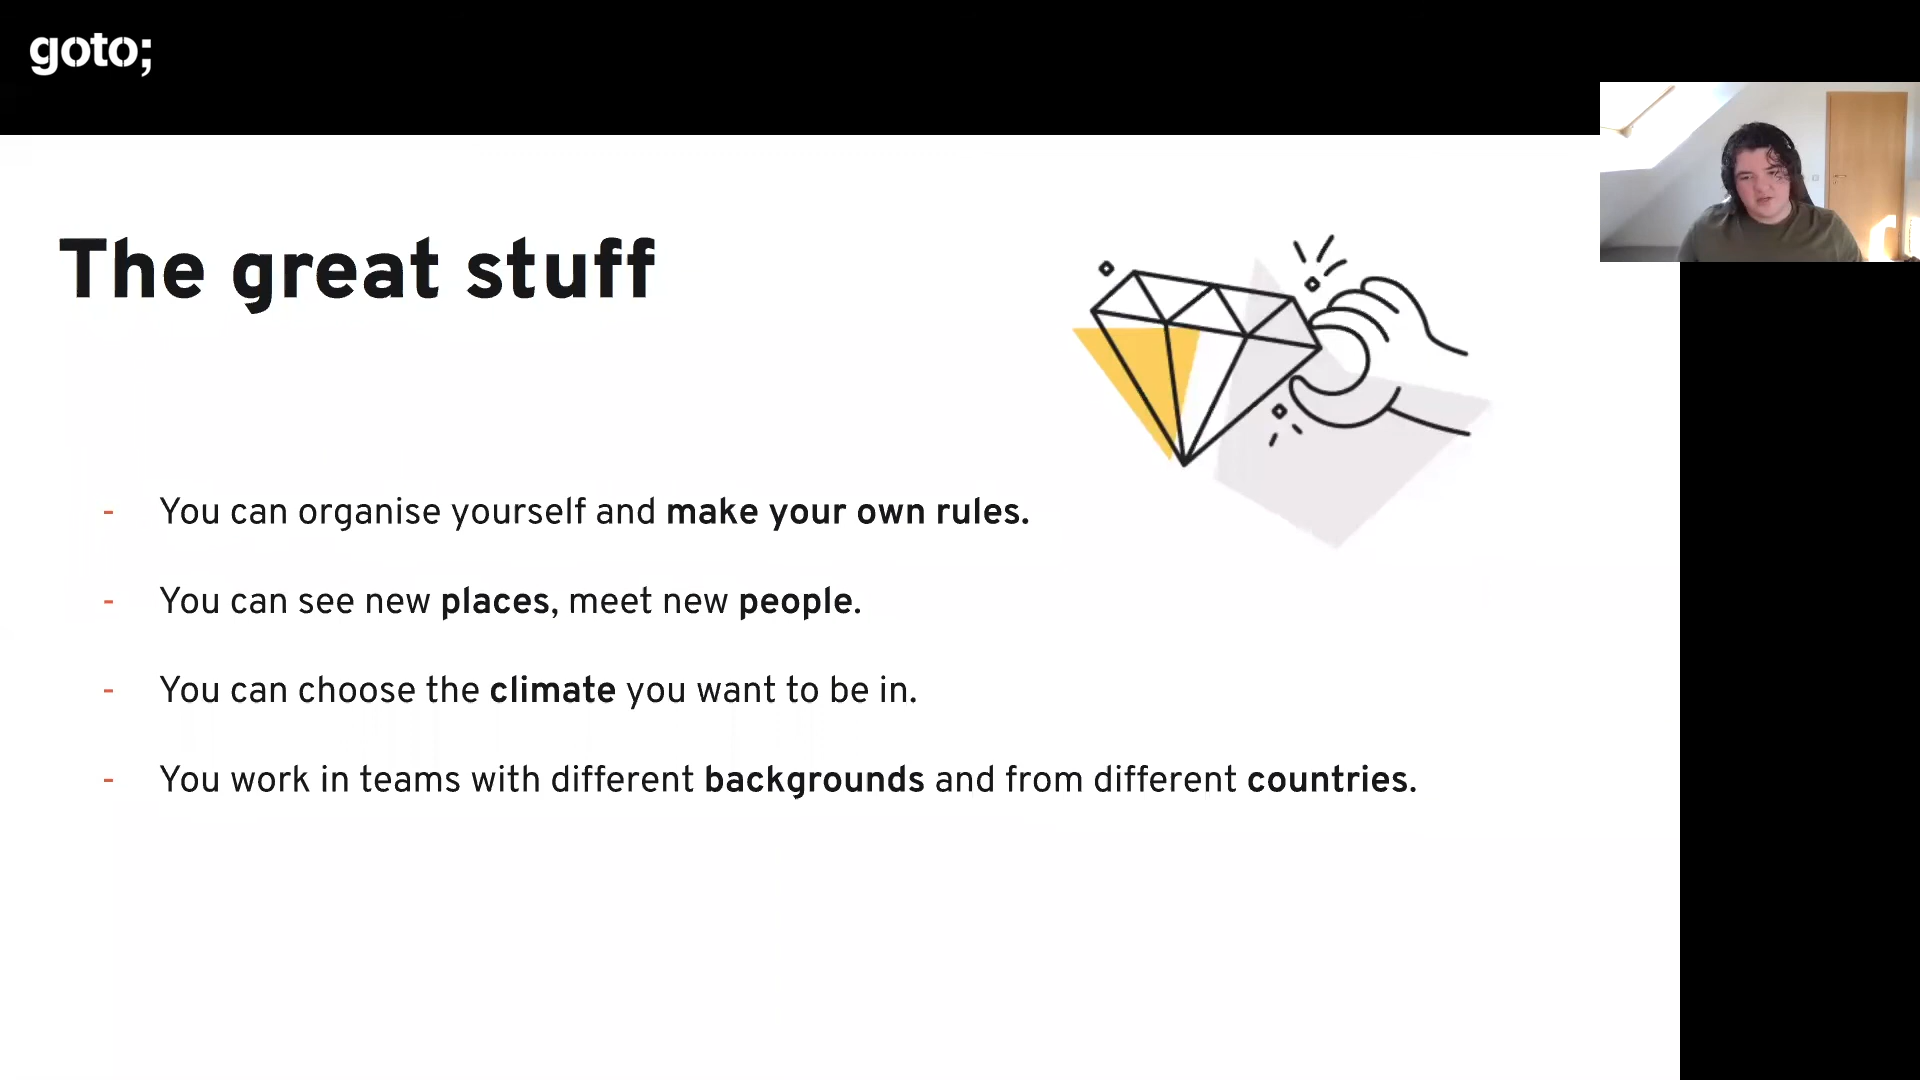 goto;
The great stuff
- You can organise yourself and make your own rules.
- You can see new places, meet new people.
- You can choose the climate you want to be in.
- You work in teams with different backgrounds and from different countries.